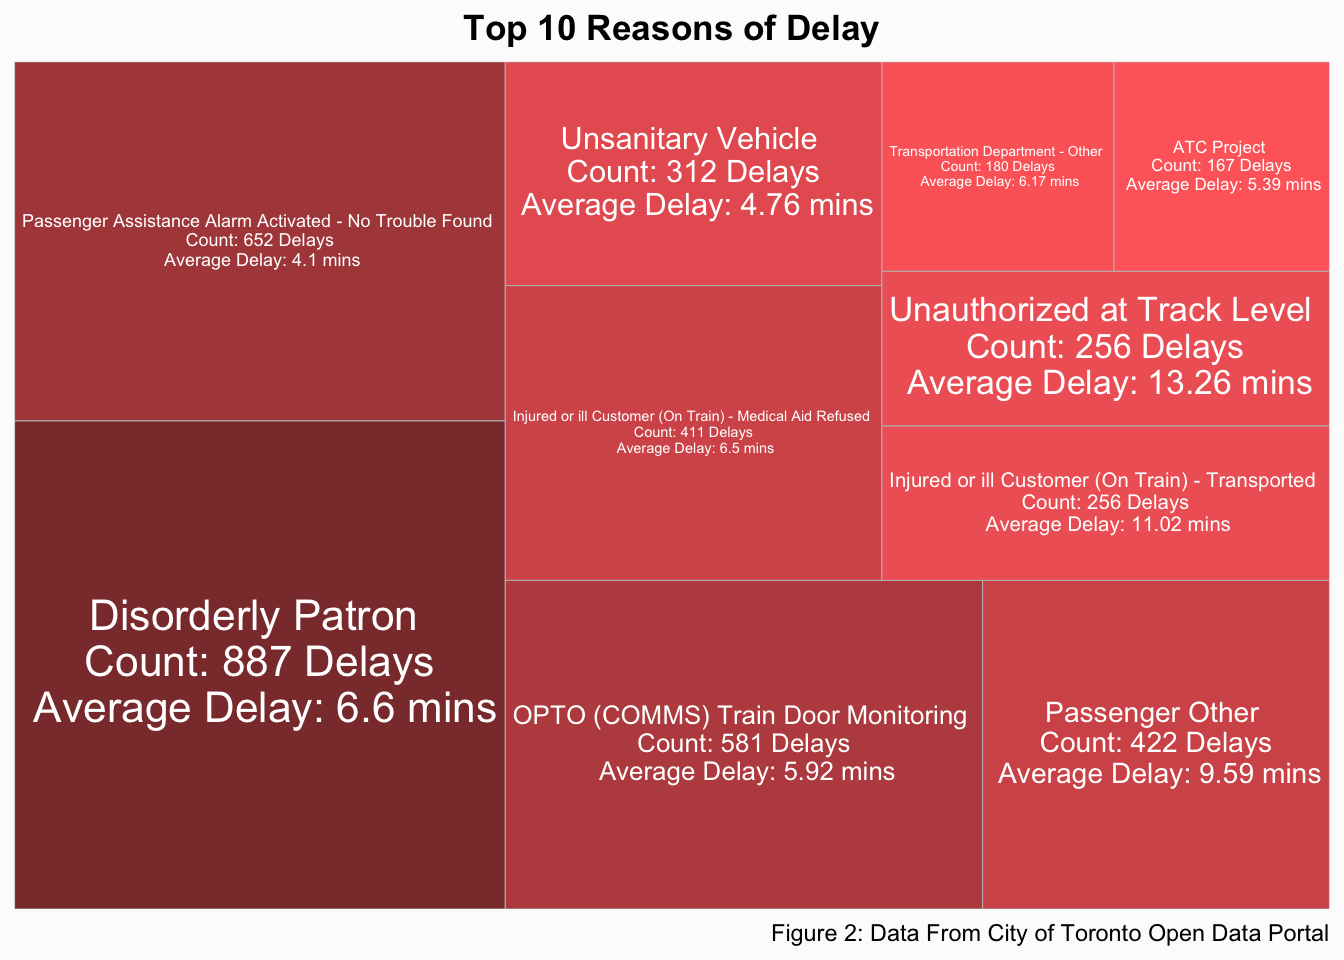 Top 10 Reasons of Delay
Passenger Assistance Alarm Activated - No Trouble Found
Count: 652 Delays
Average Delay: 4.1 mins
Disorderly Patron
Count: 887 Delays
Average Delay: 6.6 mins
Unsanitary Vehicle
Count: 312 Delays
Average Delay: 4.76 mins
Injured or ill Customer (On Train) - Medical Aid Refused
Count: 411 Delays
Average Delay: 6.5 mins
OPTO (COMMS) Train Door Monitoring
Count: 581 Delays
Average Delay: 5.92 mins
Transportation Department - Other
Count: 180 Delays
Average Delay: 6.17 mins
ATC Project
Count: 167 Delays
Average Delay: 5.39 mins
Unauthorized at Track Level
Count: 256 Delays
Average Delay: 13.26 mins
Injured or ill Customer (On Train) - Transported
Count: 256 Delays
Average Delay: 11.02 mins
Passenger Other
Count: 422 Delays
Average Delay: 9.59 mins
Figure 2: Data From City of Toronto Open Data Portal